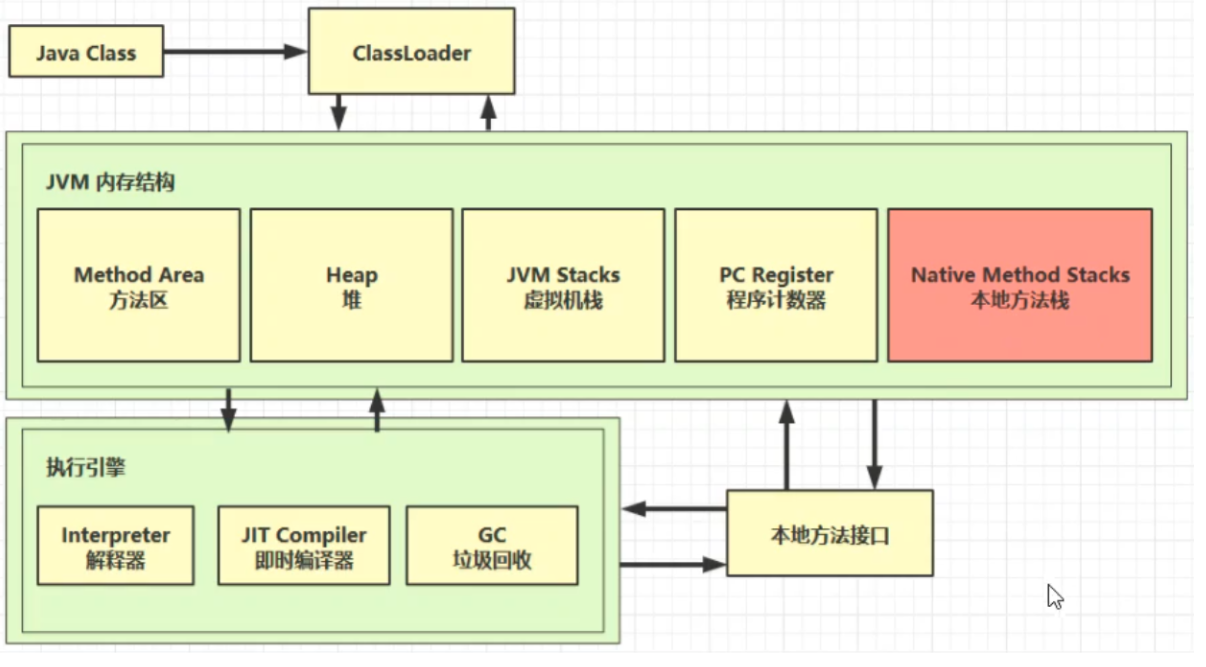 Java Class
ClassLoader
JVM 内存结构
Method Area
方法区
Heap
堆
JVM Stacks
虚拟机栈
PC Register
程序计数器
Native Method Stacks
本地方法栈
执行引擎
Interpreter
解释器
JIT Compiler
即时编译器
GC
垃圾回收
本地方法接口